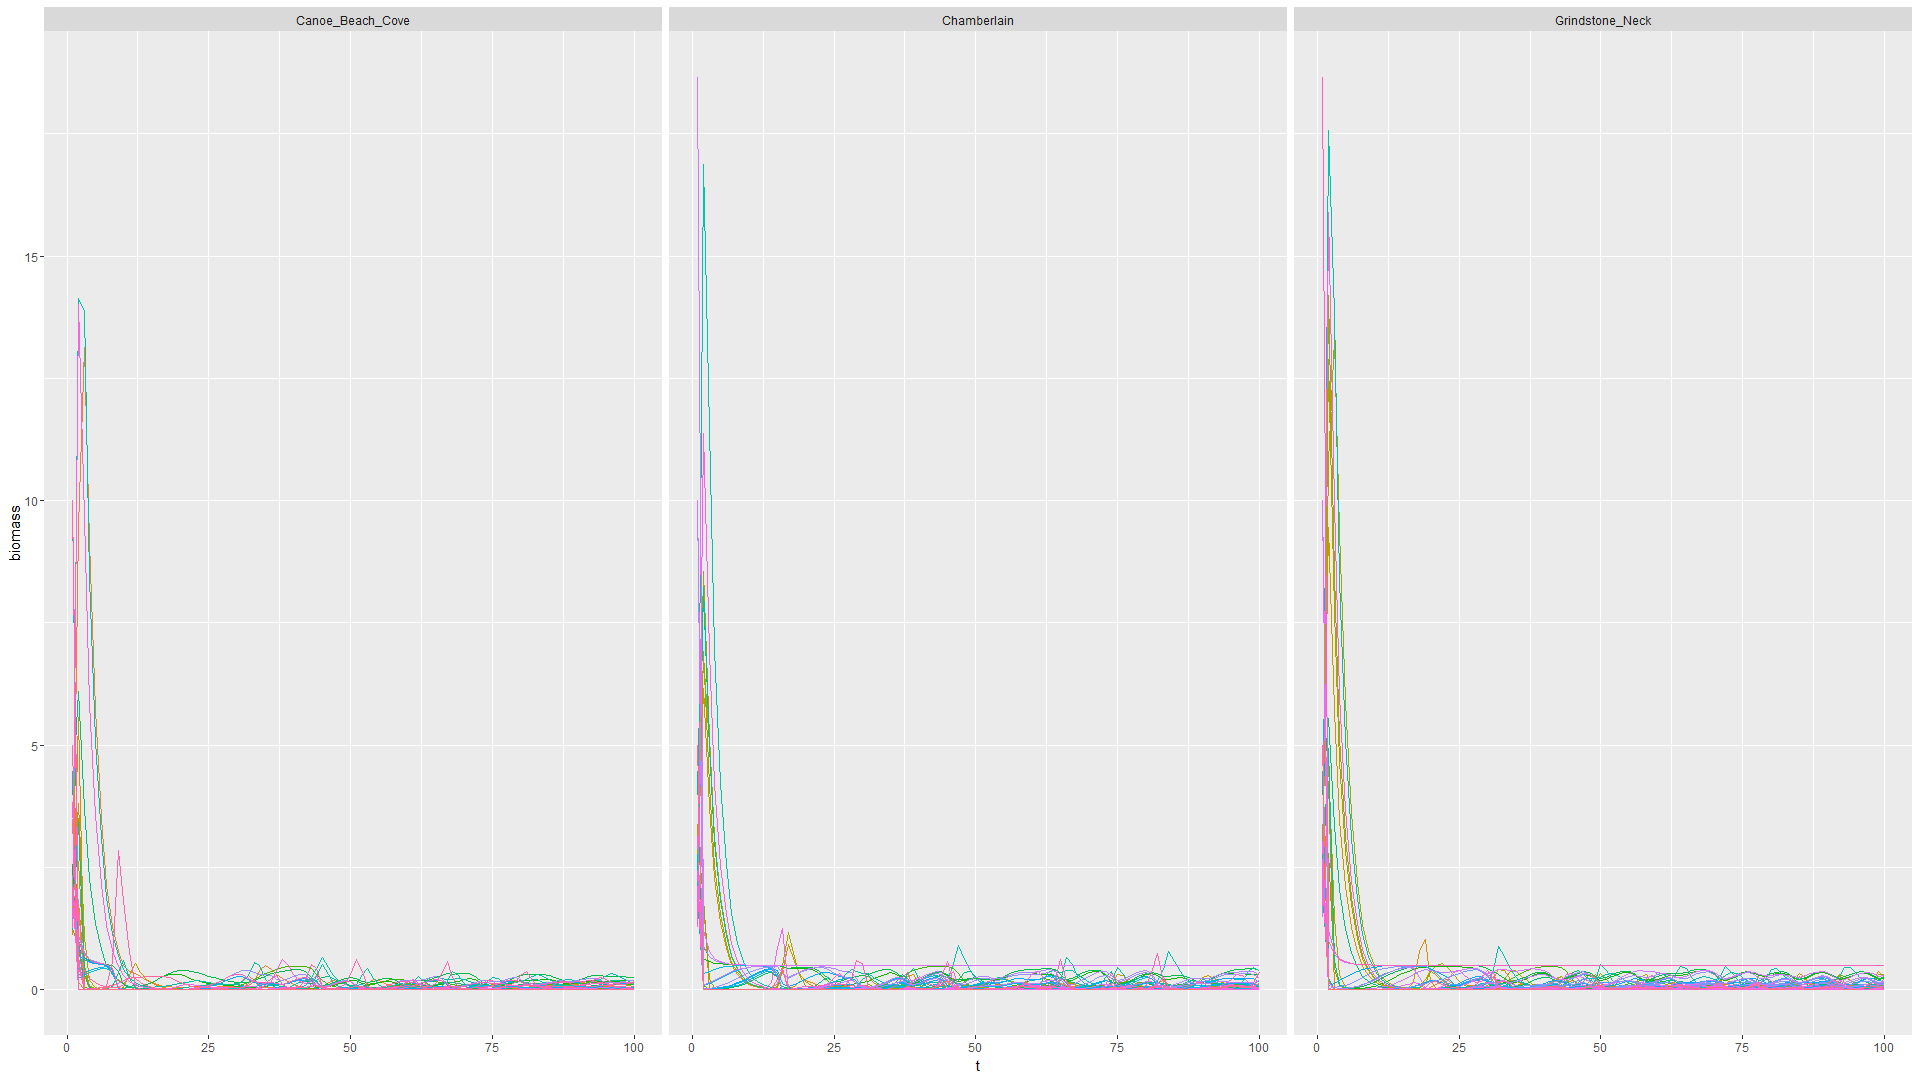 Canoe_Beach_Cove
Chamberlain
Grindstone_Neck
biomass
15
10
5
0
0 25 50 75 100
0 25 50 75 100
0 25 50 75 100
t